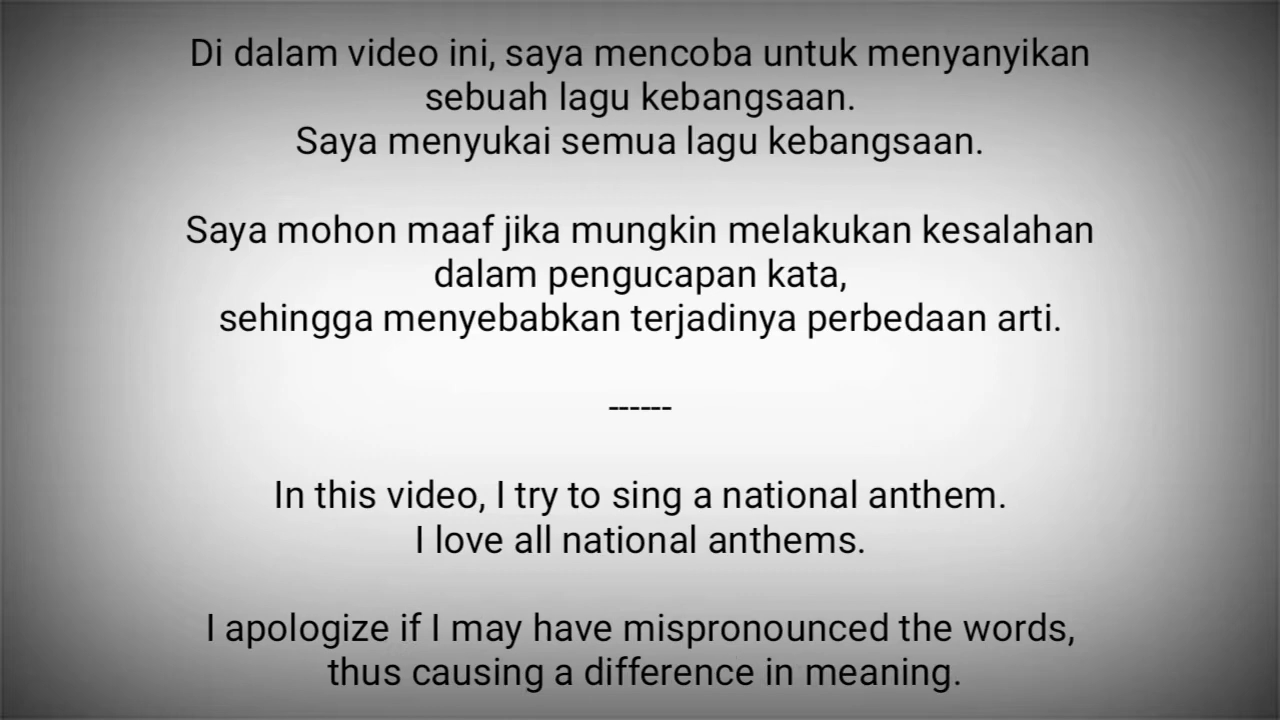 Di dalam video ini, saya mencoba untuk menyanyikan
sebuah lagu kebangsaan.
Saya menyukai semua lagu kebangsaan.
Saya mohon maaf jika mungkin melakukan kesalahan
dalam pengucapan kata,
sehingga menyebabkan terjadinya perbedaan arti.
------
In this video, I try to sing a national anthem.
I love all national anthems.
I apologize if I may have mispronounced the words,
thus causing a difference in meaning.